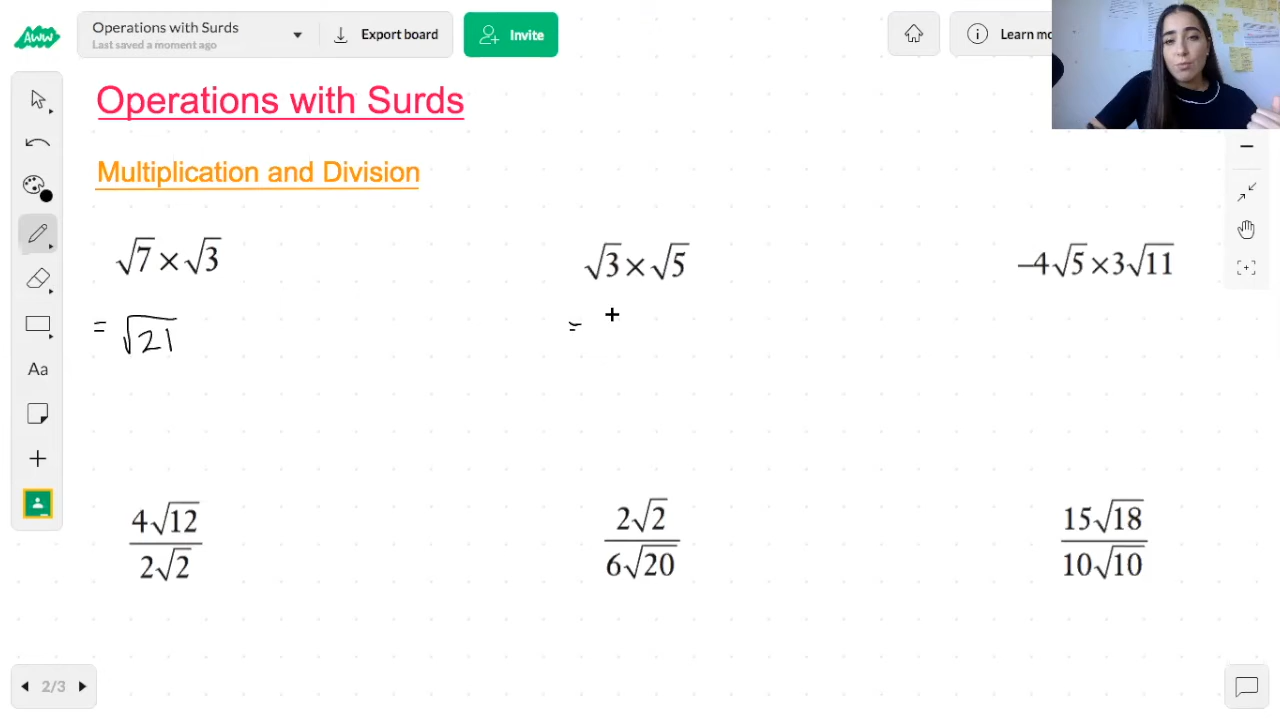 AWW
Operations with Surds
Last saved a moment ago
Export board
Invite
Learn mo
Operations with Surds
Multiplication and Division
√7 × √3
√3 × √5
–4√5 × 3√11
= √21
=
Aa
4√12
2√2
2√2
6√20
15√18
10√10
2/3